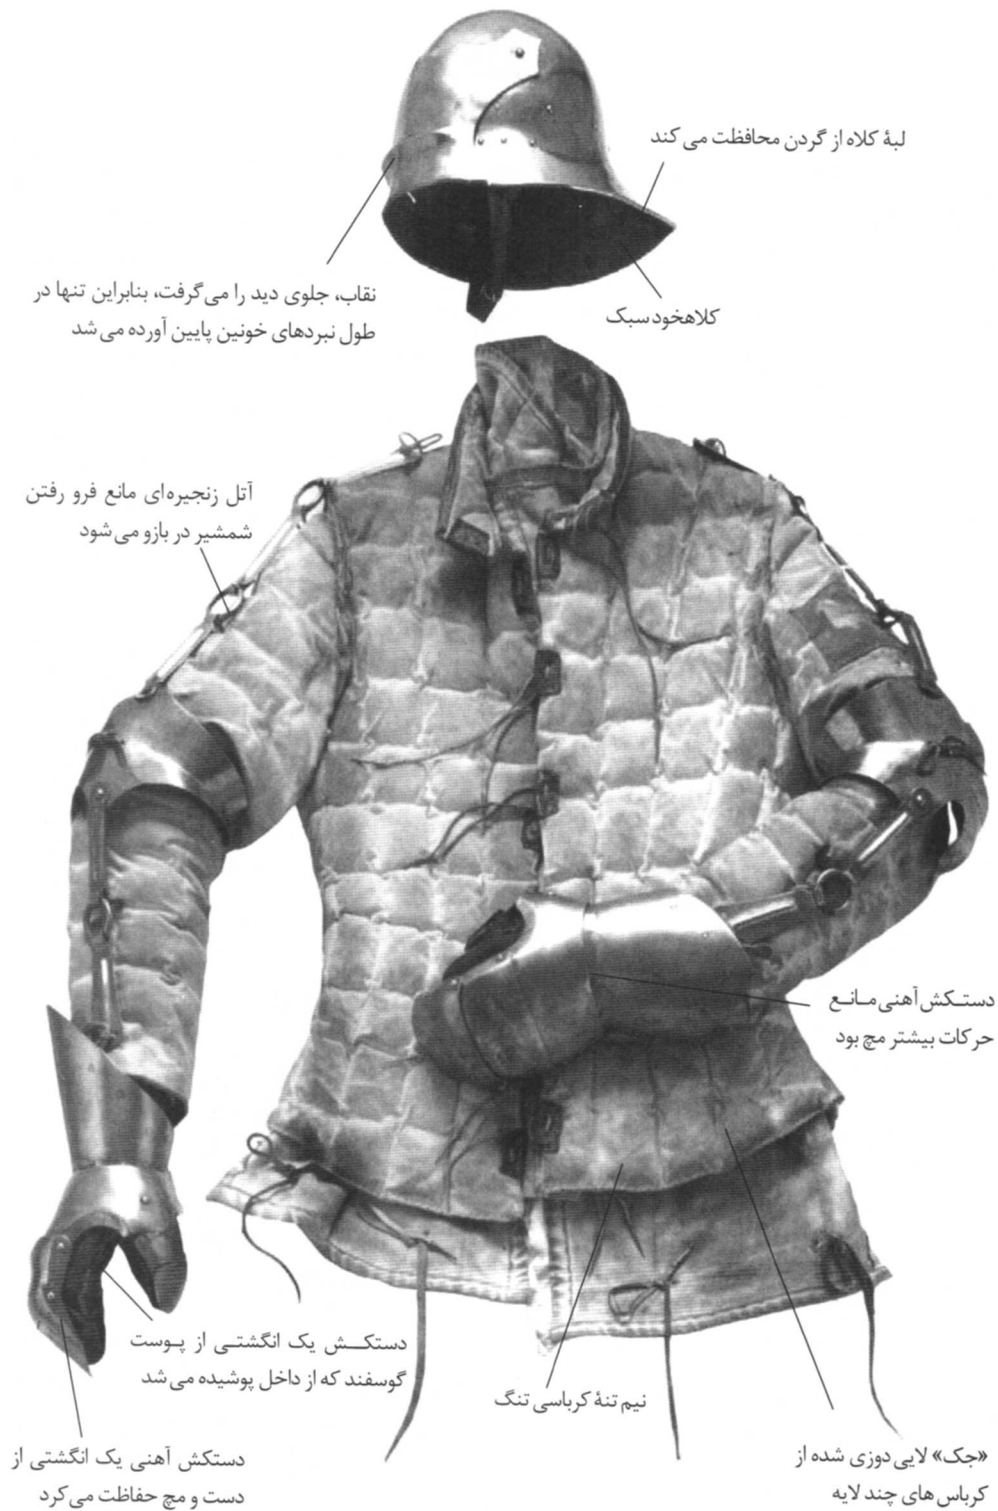 لبهٔ کلاه از گردن محافظت می‌کند
نقاب، جلوی دید را می‌گرفت، بنابراین تنها در
طول نبردهای خونین پایین آورده می‌شد
کلاهخود سبک
آتل زنجیره‌ای مانع فرو رفتن
شمشیر در بازو می‌شود
دستکش آهنی مانع
حرکات بیشتر مچ بود
دستکش یک انگشتی از پوست
گوسفند که از داخل پوشیده می‌شد
نیم تنهٔ کرباسی تنگ
دستکش آهنی یک انگشتی از
دست و مچ حفاظت می‌کرد
«جک» لایی دوزی شده از
کرباس‌های چند لایه